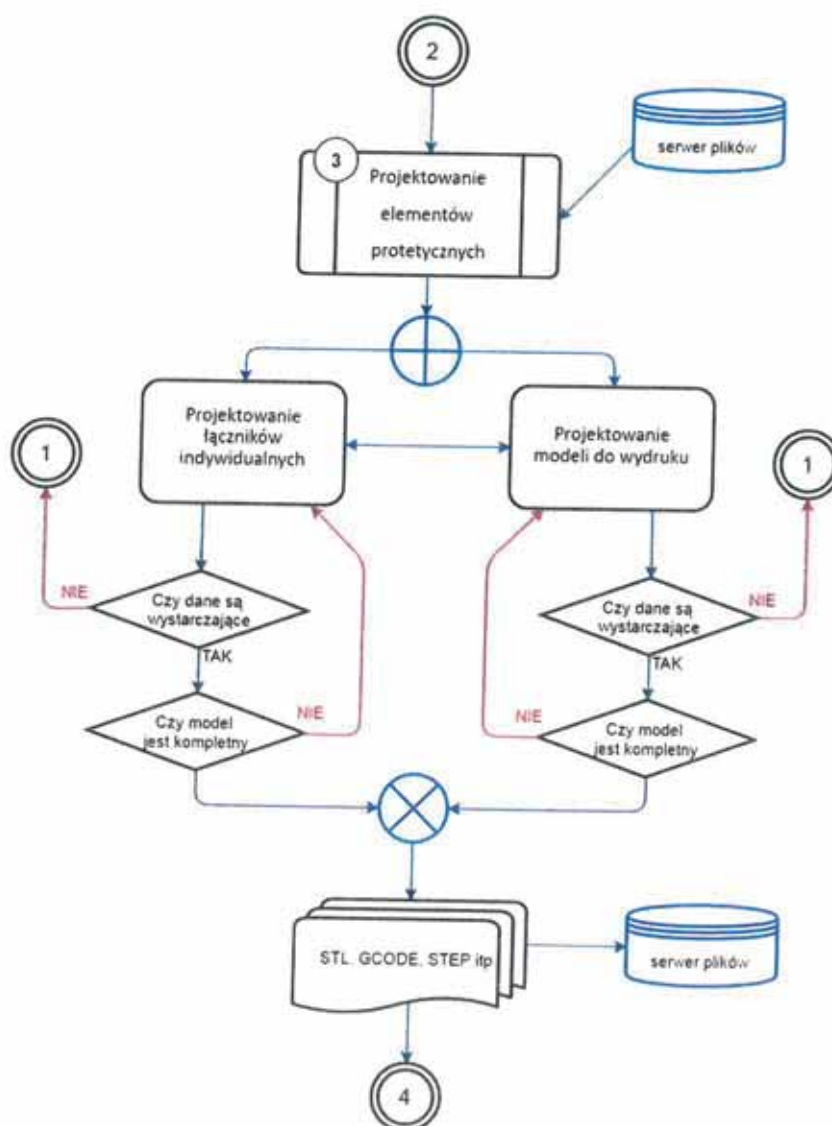 2
serwer plików
3
Projektowanie
elementów
protetycznych
Projektowanie
łączników
indywidualnych
Projektowanie
modeli do wydruku
1
1
NIE
Czy dane są
wystarczające
TAK
Czy dane są
wystarczające
NIE
TAK
Czy model
jest kompletny
NIE
NIE
Czy model
jest kompletny
STL. GCODE, STEP itp
serwer plików
4